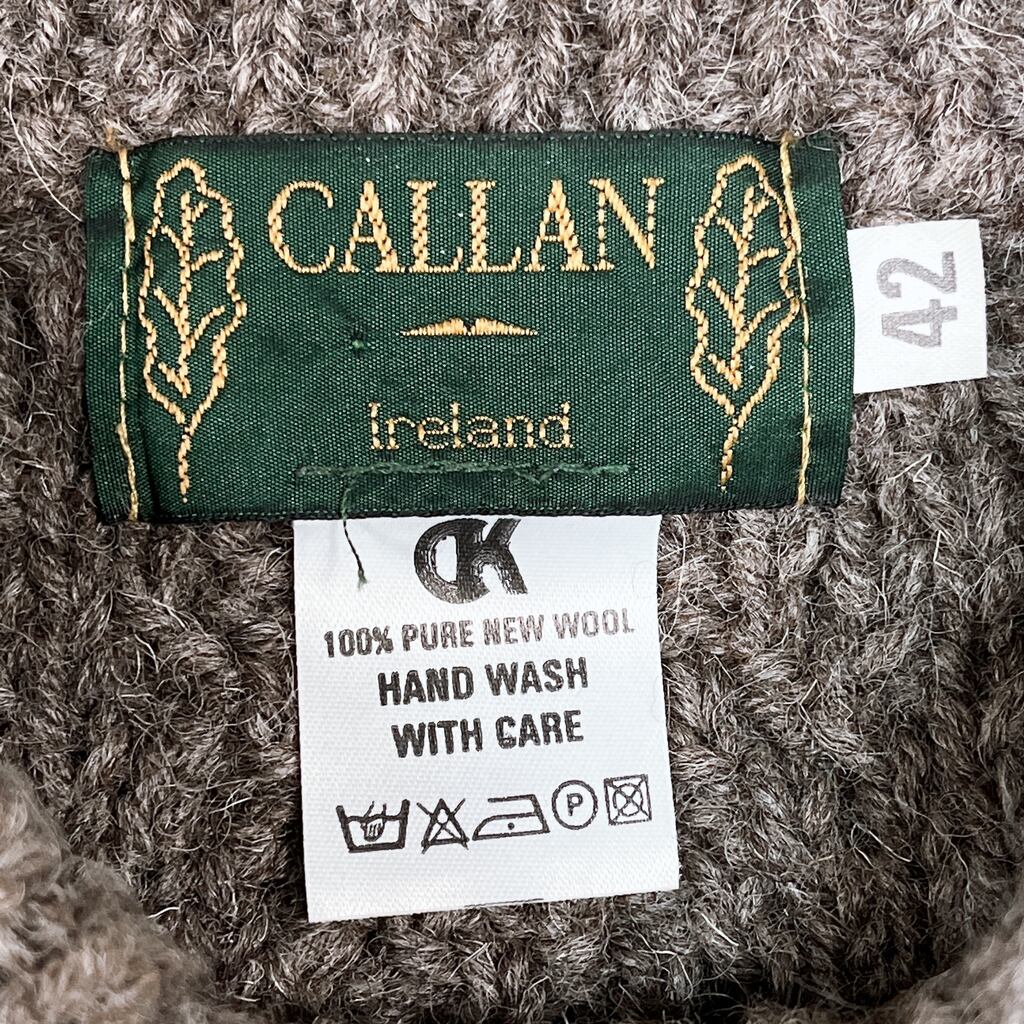 CALLAN
Ireland
42
CK
100% PURE NEW WOOL
HAND WASH
WITH CARE
P